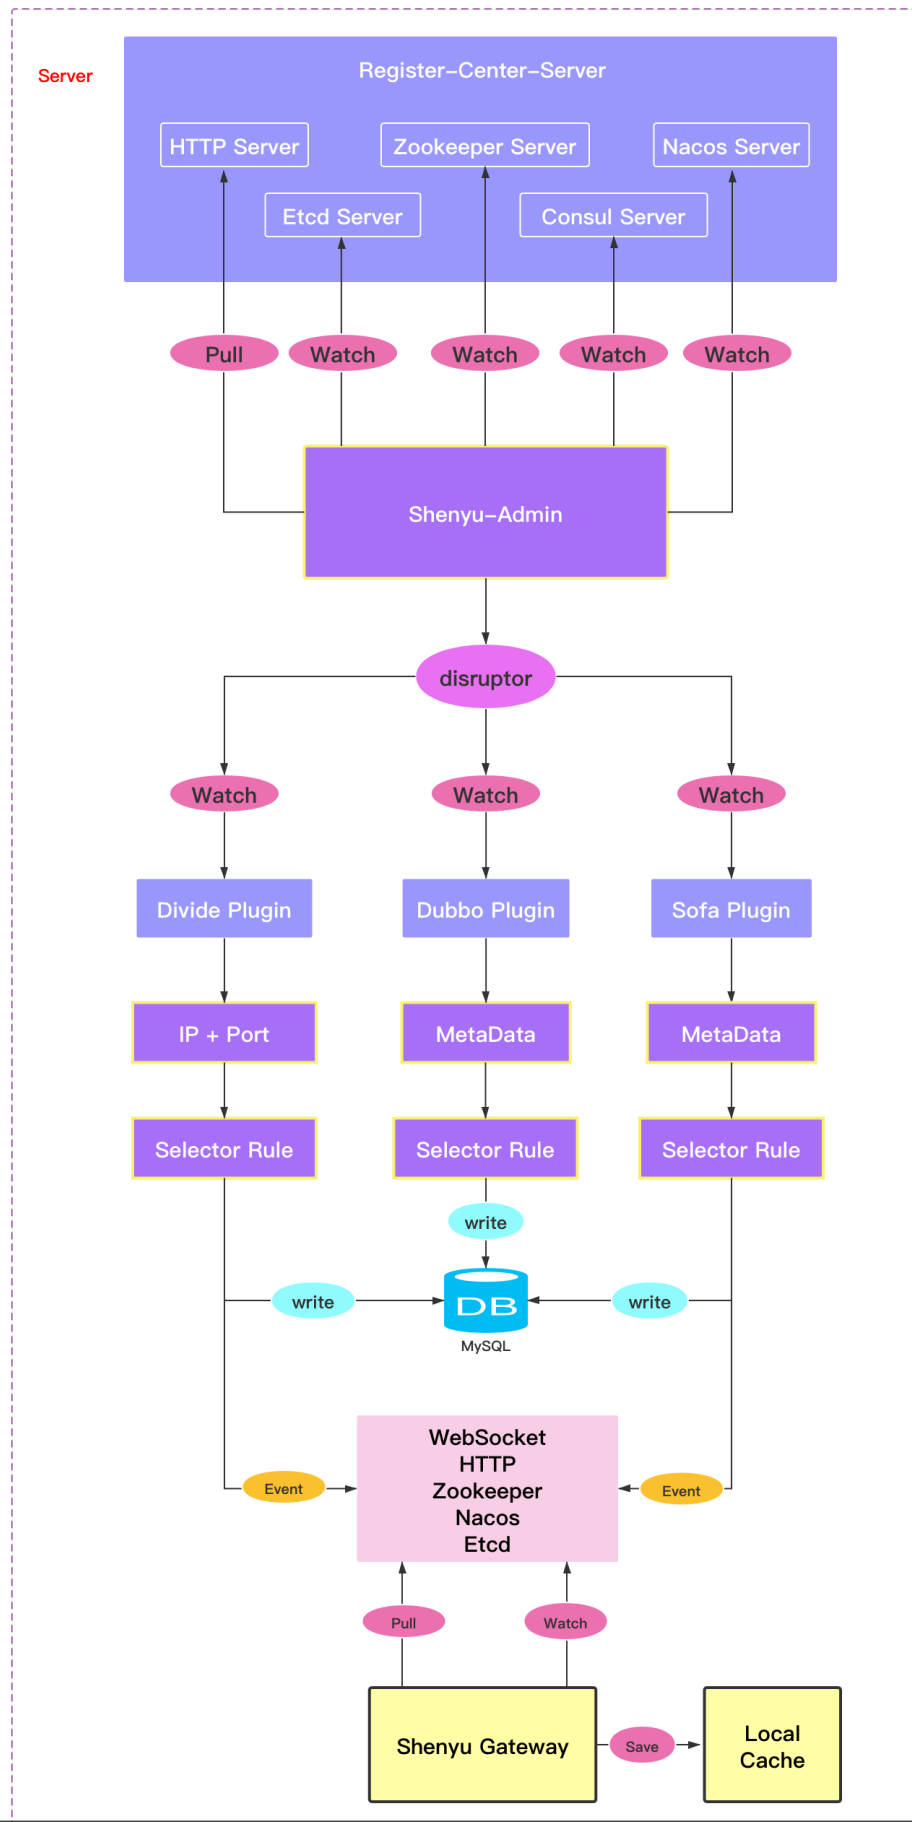 Server
Register-Center-Server
HTTP Server
Zookeeper Server
Nacos Server
Etcd Server
Consul Server
Pull
Watch
Watch
Watch
Watch
Shenyu-Admin
disruptor
Watch
Watch
Watch
Divide Plugin
Dubbo Plugin
Sofa Plugin
IP + Port
MetaData
MetaData
Selector Rule
Selector Rule
Selector Rule
write
write
DB
write
MySQL
WebSocket
HTTP
Zookeeper
Nacos
Etcd
Event
Event
Pull
Watch
Shenyu Gateway
Save
Local
Cache